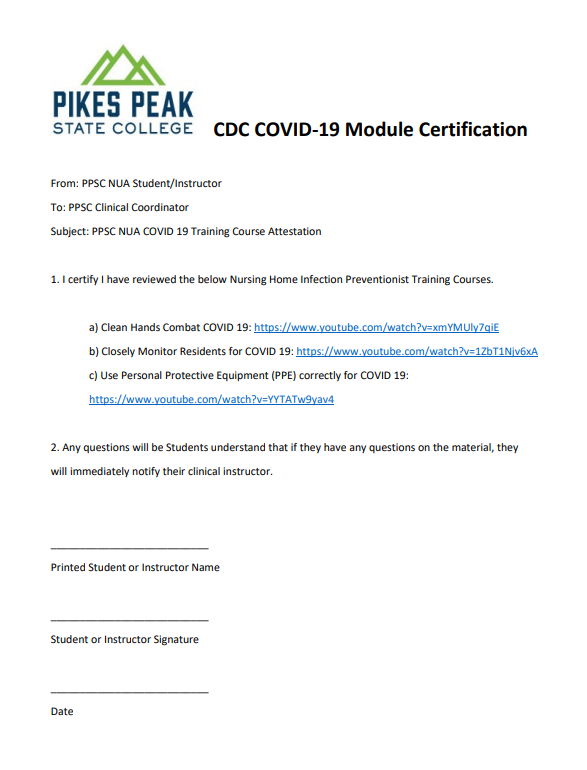 PIKES PEAK
STATE COLLEGE
CDC COVID-19 Module Certification
From: PPSC NUA Student/Instructor
To: PPSC Clinical Coordinator
Subject: PPSC NUA COVID 19 Training Course Attestation
1. I certify I have reviewed the below Nursing Home Infection Preventionist Training Courses.
a) Clean Hands Combat COVID 19: https://www.youtube.com/watch?v=xmYMUly7qiE
b) Closely Monitor Residents for COVID 19: https://www.youtube.com/watch?v=1ZbT1Njv6xA
c) Use Personal Protective Equipment (PPE) correctly for COVID 19:
https://www.youtube.com/watch?v=YYTATw9yav4
2. Any questions will be Students understand that if they have any questions on the material, they
will immediately notify their clinical instructor.
Printed Student or Instructor Name
Student or Instructor Signature
Date